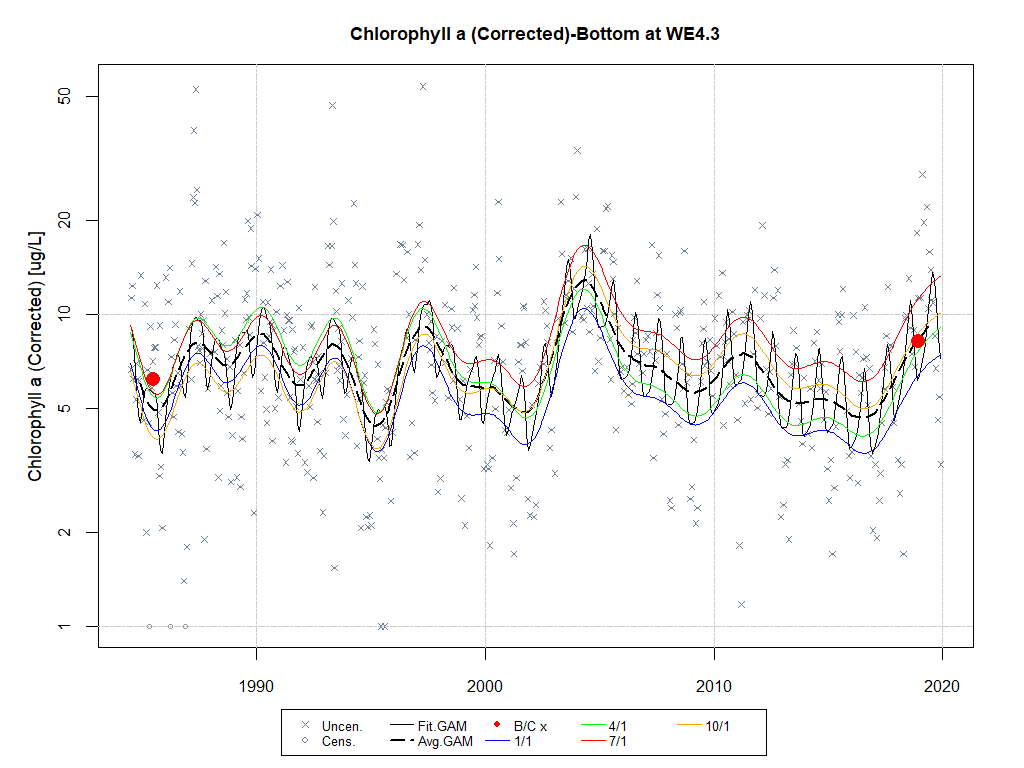 Chlorophyll a (Corrected)-Bottom at WE4.3
Chlorophyll a (Corrected) [ug/L]
50
20
10
5
2
1
1990 2000 2010 2020
Uncen. Fit.GAM B/C x 4/1 10/1
Cens. Avg.GAM 1/1 7/1